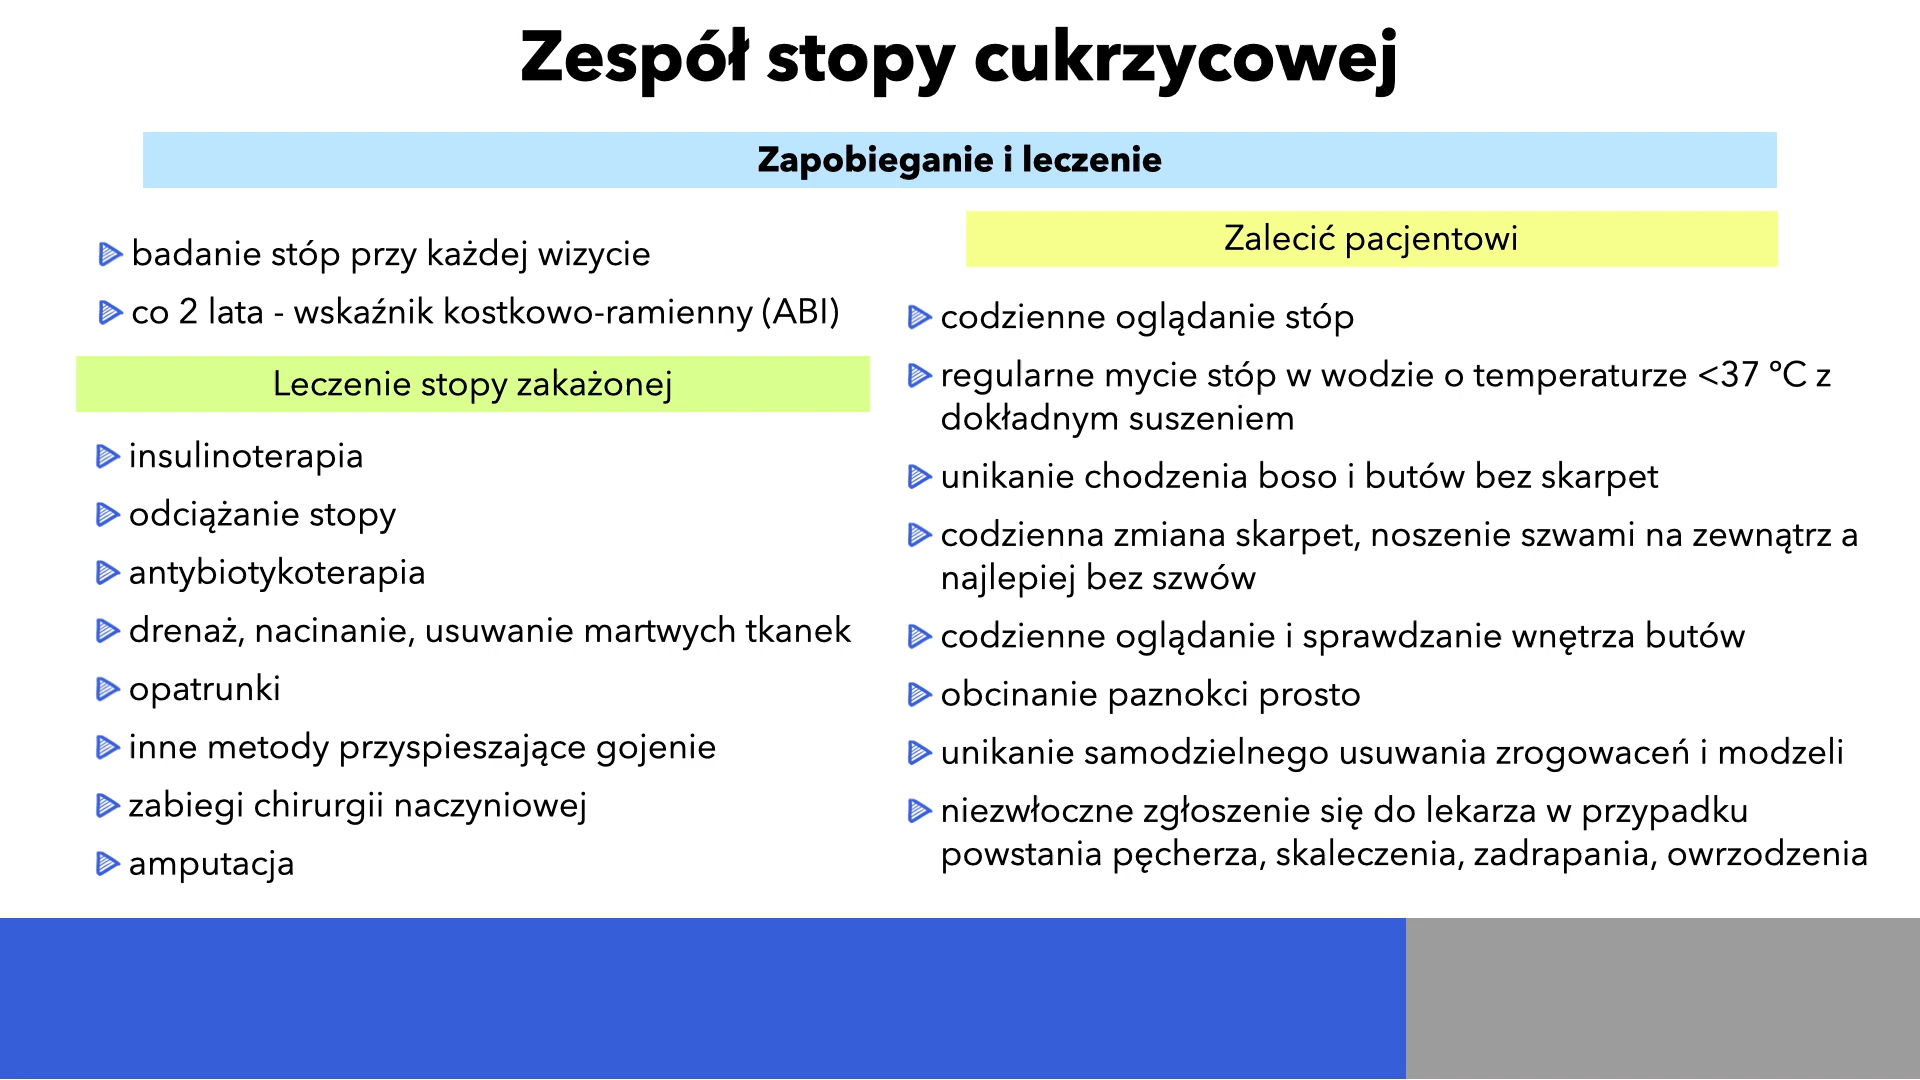 Zespół stopy cukrzycowej
Zapobieganie i leczenie
badanie stóp przy każdej wizycie
co 2 lata - wskaźnik kostkowo-ramienny (ABI)
Leczenie stopy zakażonej
insulinoterapia
odciążanie stopy
antybiotykoterapia
drenaż, nacinanie, usuwanie martwych tkanek
opatrunki
inne metody przyspieszające gojenie
zabiegi chirurgii naczyniowej
amputacja
Zalecić pacjentowi
codzienne oglądanie stóp
regularne mycie stóp w wodzie o temperaturze <37 °C z
dokładnym suszeniem
unikanie chodzenia boso i butów bez skarpet
codzienna zmiana skarpet, noszenie szwami na zewnątrz a
najlepiej bez szwów
codzienne oglądanie i sprawdzanie wnętrza butów
obcinanie paznokci prosto
unikanie samodzielnego usuwania zrogowaceń i modzeli
niezwłoczne zgłoszenie się do lekarza w przypadku
powstania pęcherza, skaleczenia, zadrapania, owrzodzenia